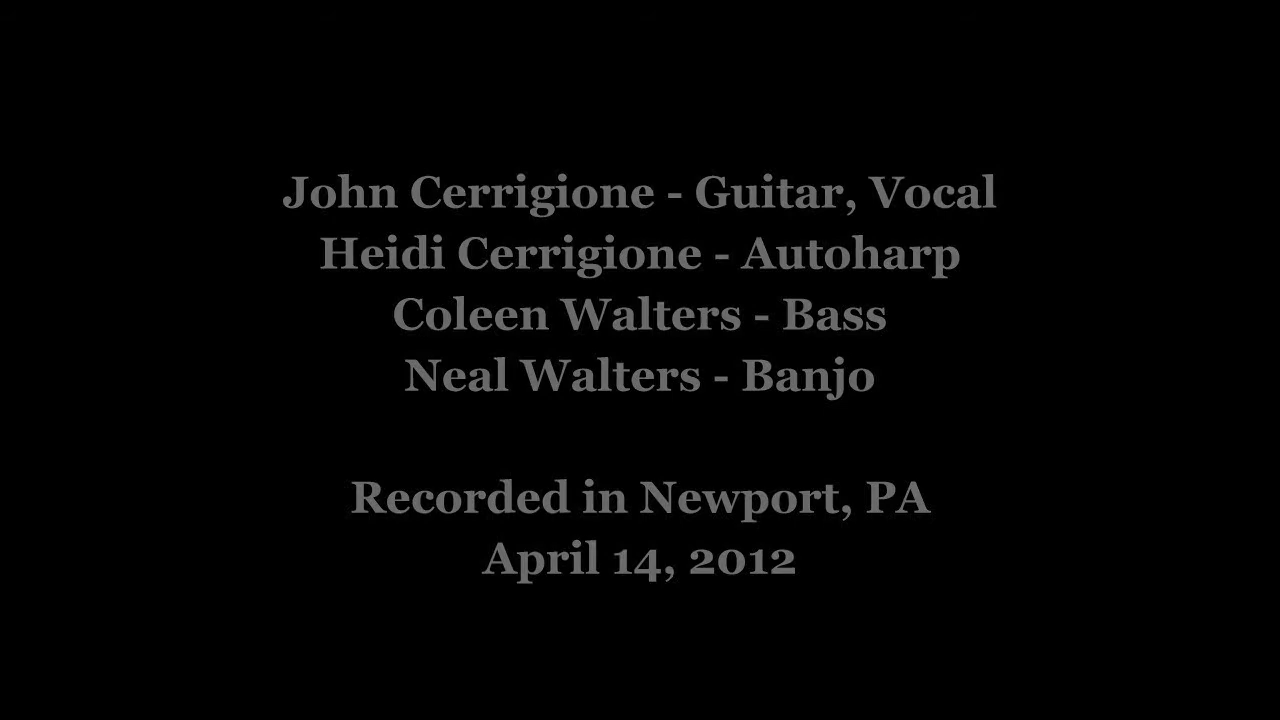 John Cerrigione - Guitar, Vocal
Heidi Cerrigione - Autoharp
Coleen Walters - Bass
Neal Walters - Banjo
Recorded in Newport, PA
April 14, 2012